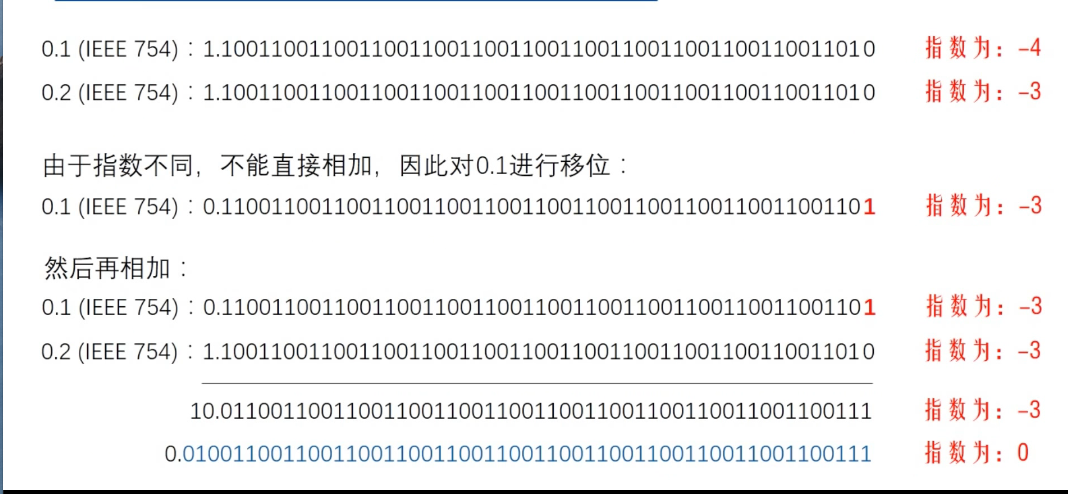 0.1 (IEEE 754)：1.1001100110011001100110011001100110011001100110011010 指数为：-4
0.2 (IEEE 754)：1.1001100110011001100110011001100110011001100110011010 指数为：-3
由于指数不同，不能直接相加，因此对0.1进行移位：
0.1 (IEEE 754)：0.1100110011001100110011001100110011001100110011001101 指数为：-3
然后再相加：
0.1 (IEEE 754)：0.1100110011001100110011001100110011001100110011001101 指数为：-3
0.2 (IEEE 754)：1.1001100110011001100110011001100110011001100110011010 指数为：-3
10.0110011001100110011001100110011001100110011001100111 指数为：-3
0.0100110011001100110011001100110011001100110011001100111 指数为：0